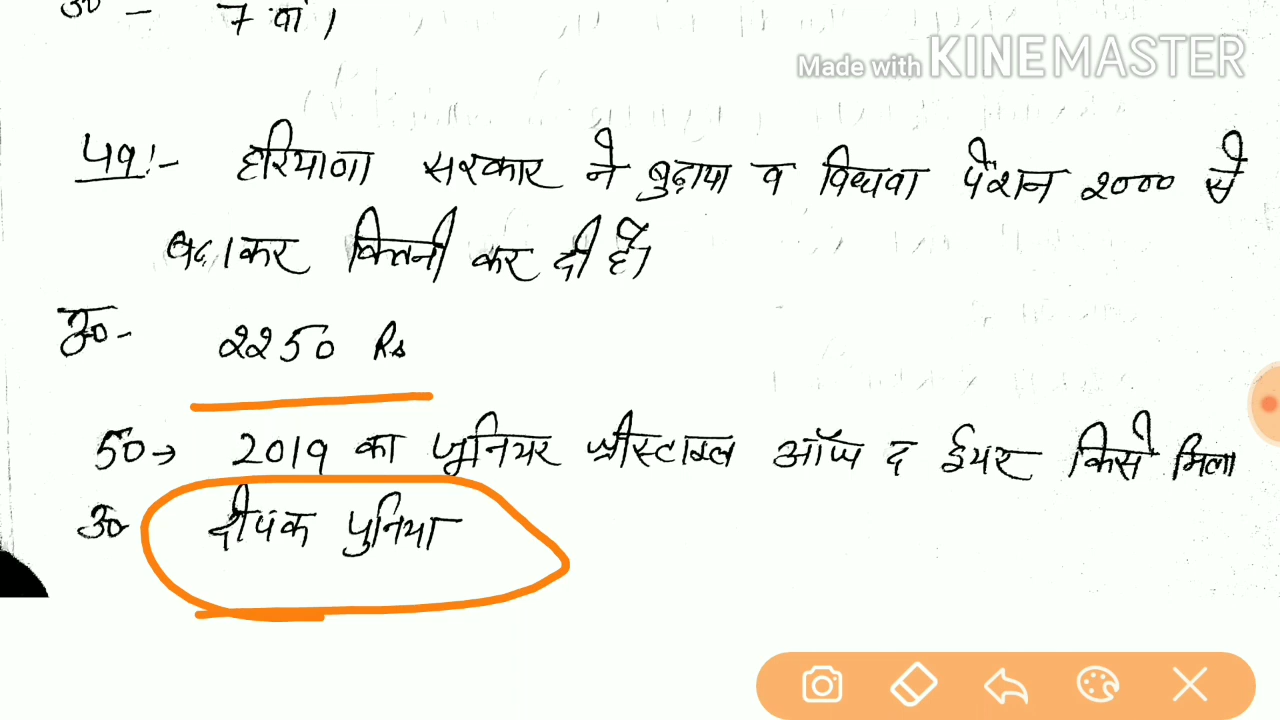 उ० - 7 वां।
Made with KINEMASTER
49:- हरियाणा सरकार ने बुढ़ापा व विधवा पेंशन 2000 से
बढाकर कितनी कर दी है।
उ०- 2250 Rs
50→ 2019 का जूनियर फ्रीस्टाइल ऑफ द ईयर किसे मिला
उ० दीपक पुनिया